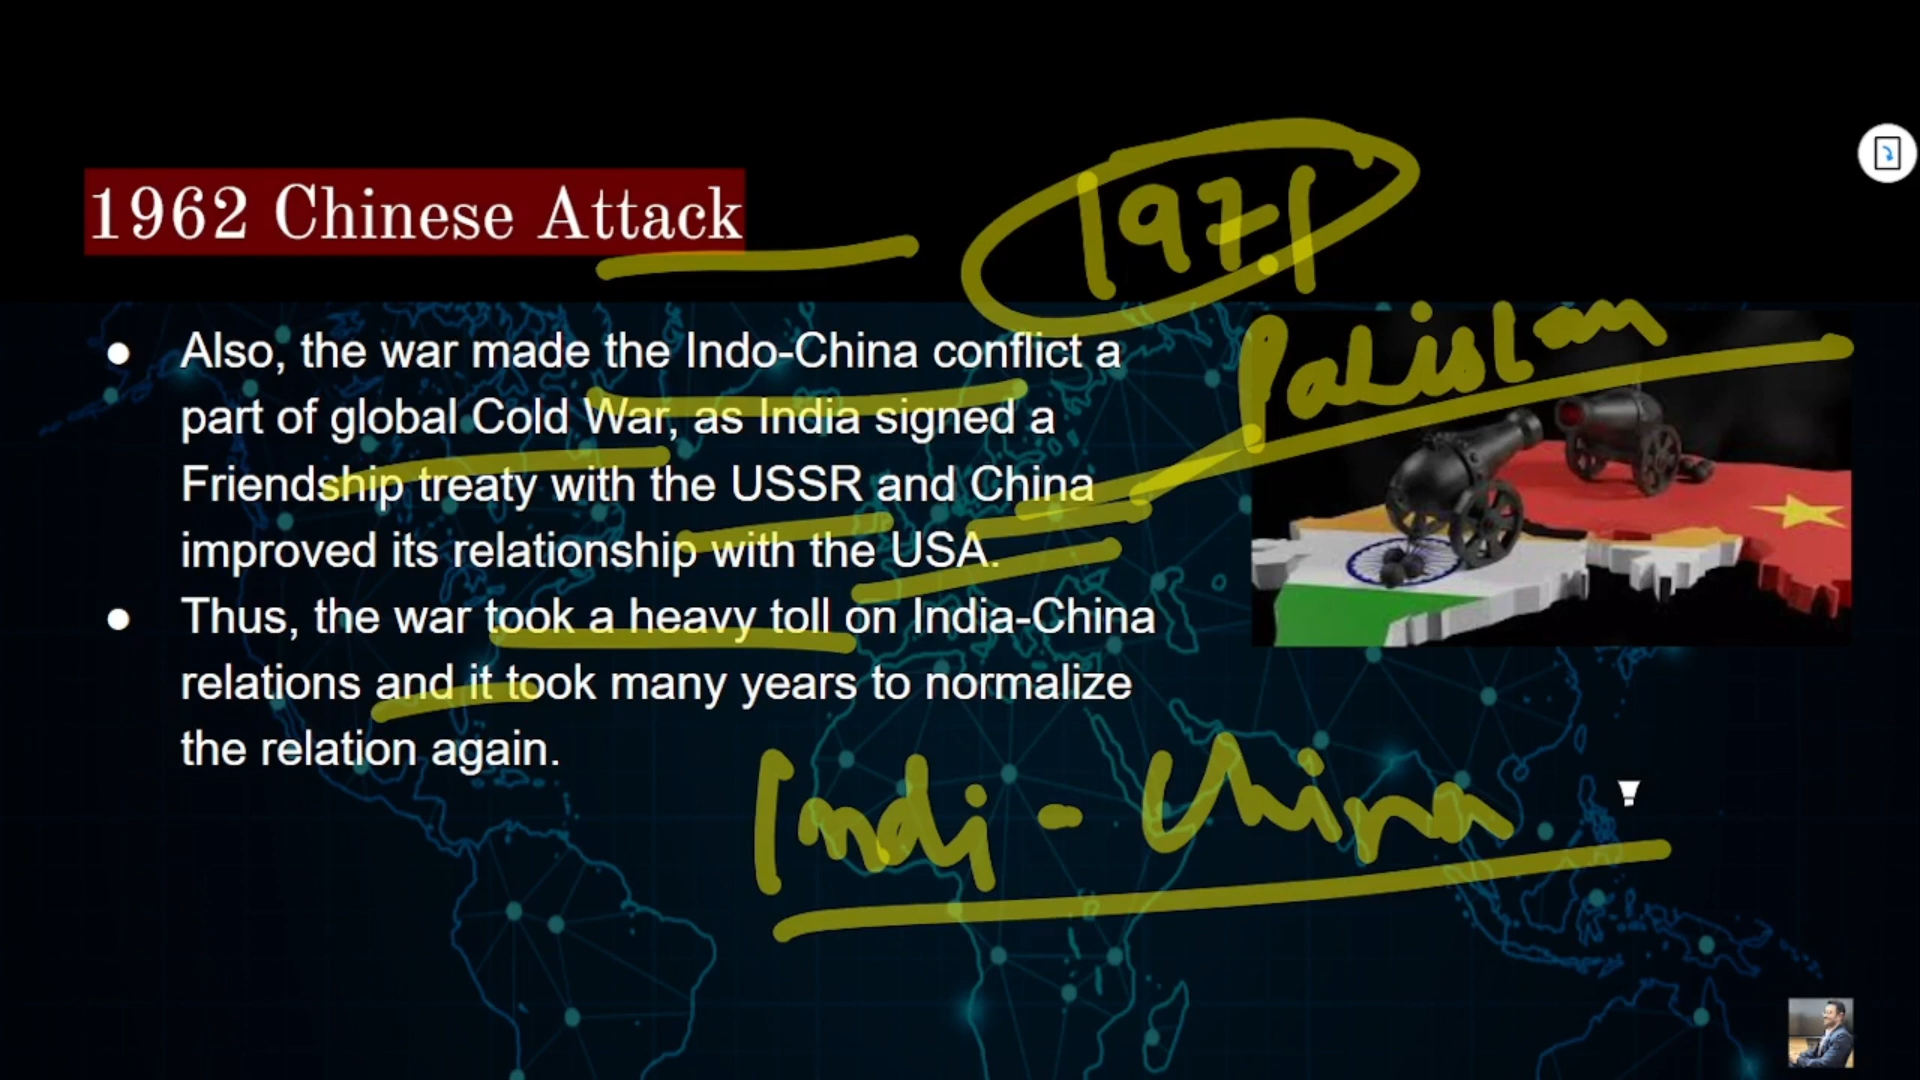 1962 Chinese Attack
1971
● Also, the war made the Indo-China conflict a
part of global Cold War, as India signed a
Friendship treaty with the USSR and China
improved its relationship with the USA.
Pakistan
● Thus, the war took a heavy toll on India-China
relations and it took many years to normalize
the relation again.
Indi - China